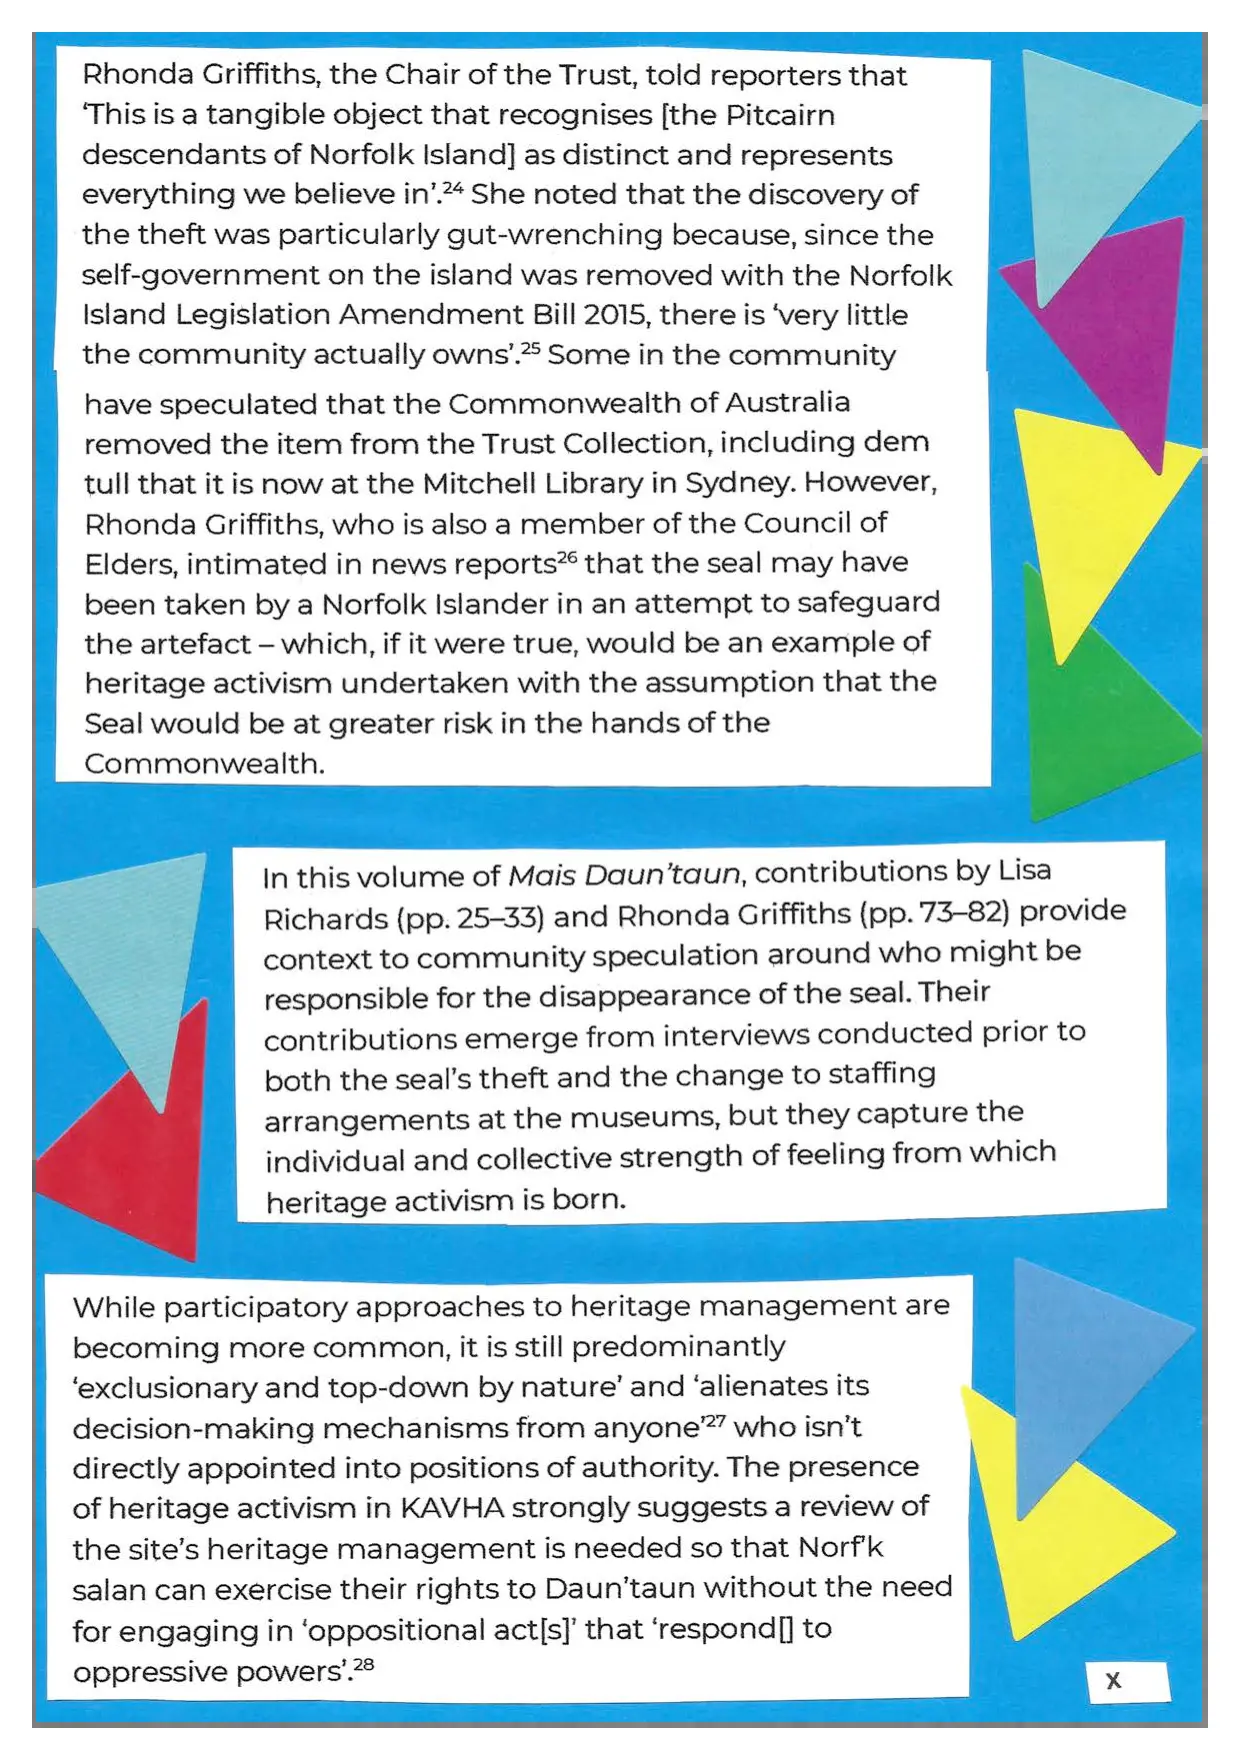 Rhonda Griffiths, the Chair of the Trust, told reporters that
‘This is a tangible object that recognises [the Pitcairn
descendants of Norfolk Island] as distinct and represents
everything we believe in’.²⁴ She noted that the discovery of
the theft was particularly gut-wrenching because, since the
self-government on the island was removed with the Norfolk
Island Legislation Amendment Bill 2015, there is ‘very little
the community actually owns’.²⁵ Some in the community
have speculated that the Commonwealth of Australia
removed the item from the Trust Collection, including dem
tull that it is now at the Mitchell Library in Sydney. However,
Rhonda Griffiths, who is also a member of the Council of
Elders, intimated in news reports²⁶ that the seal may have
been taken by a Norfolk Islander in an attempt to safeguard
the artefact – which, if it were true, would be an example of
heritage activism undertaken with the assumption that the
Seal would be at greater risk in the hands of the
Commonwealth.
In this volume of Mais Daun’taun, contributions by Lisa
Richards (pp. 25–33) and Rhonda Griffiths (pp. 73–82) provide
context to community speculation around who might be
responsible for the disappearance of the seal. Their
contributions emerge from interviews conducted prior to
both the seal’s theft and the change to staffing
arrangements at the museums, but they capture the
individual and collective strength of feeling from which
heritage activism is born.
While participatory approaches to heritage management are
becoming more common, it is still predominantly
‘exclusionary and top-down by nature’ and ‘alienates its
decision-making mechanisms from anyone’²⁷ who isn’t
directly appointed into positions of authority. The presence
of heritage activism in KAVHA strongly suggests a review of
the site’s heritage management is needed so that Norf’k
salan can exercise their rights to Daun’taun without the need
for engaging in ‘oppositional act[s]’ that ‘respond[] to
oppressive powers’.²⁸
X